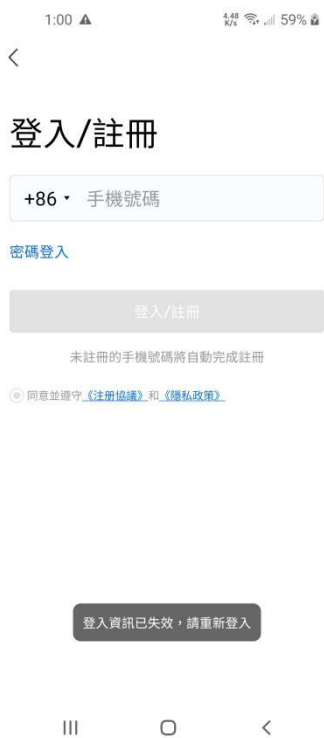 1:00
4.48 K/s 59%
登入/註冊
+86 手機號碼
密碼登入
登入/註冊
未註冊的手機號碼將自動完成註冊
同意並遵守《注册協議》和《隱私政策》
登入資訊已失效，請重新登入